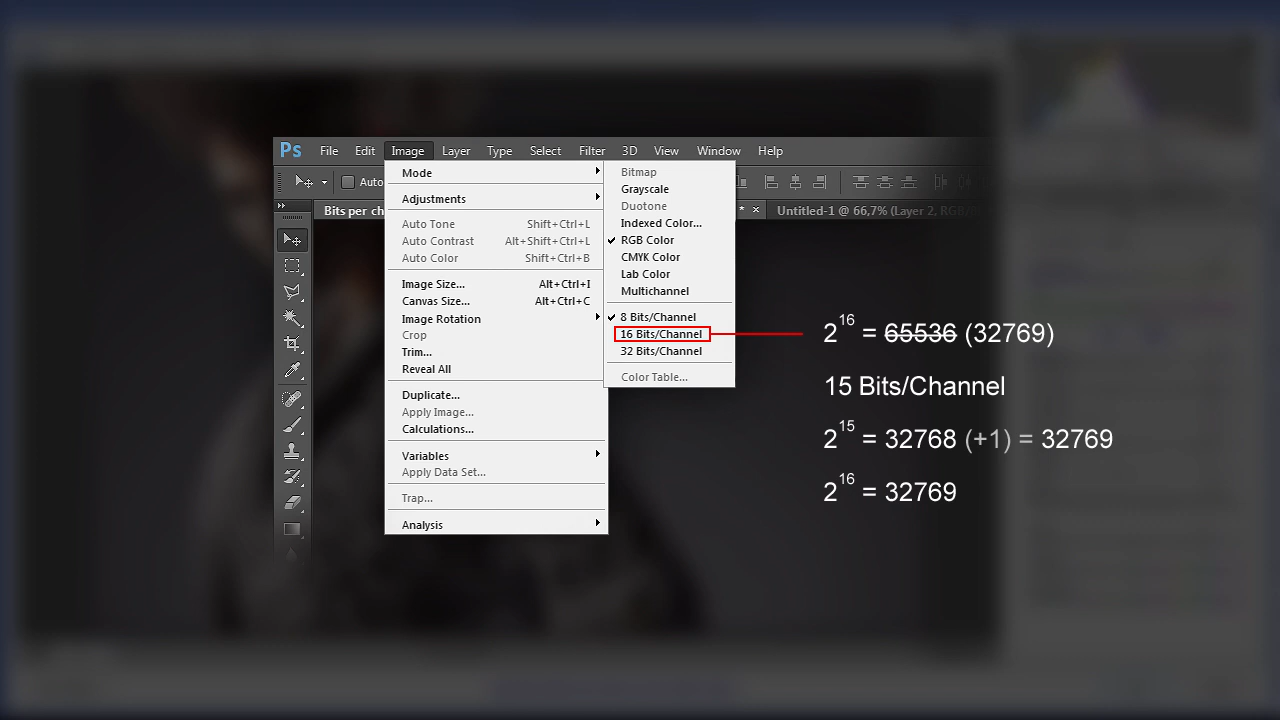 Ps File Edit Image Layer Type Select Filter 3D View Window Help
Auto
Bits per ch
* × Untitled-1 @ 66,7% (Layer 2, RGB/
Mode
Adjustments
Auto Tone Shift+Ctrl+L
Auto Contrast Alt+Shift+Ctrl+L
Auto Color Shift+Ctrl+B
Image Size... Alt+Ctrl+I
Canvas Size... Alt+Ctrl+C
Image Rotation
Crop
Trim...
Reveal All
Duplicate...
Apply Image...
Calculations...
Variables
Apply Data Set...
Trap...
Analysis
Bitmap
Grayscale
Duotone
Indexed Color...
RGB Color
CMYK Color
Lab Color
Multichannel
8 Bits/Channel
16 Bits/Channel
32 Bits/Channel
Color Table...
2^16 = 65536 (32769)
15 Bits/Channel
2^15 = 32768 (+1) = 32769
2^16 = 32769